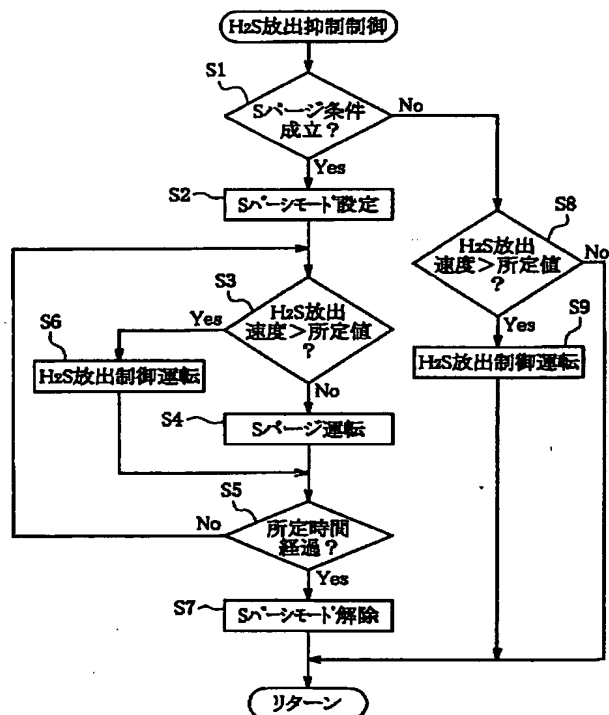 H₂S放出抑制制御
S1
Sパージ条件
成立?
No
Yes
S2
Sパージモード設定
S8
H₂S放出
速度>所定値
?
No
Yes
S3
H₂S放出
速度>所定値
?
Yes
No
S6
H₂S放出制御運転
S9
H₂S放出制御運転
S4
Sパージ運転
S5
所定時間
経過?
No
Yes
S7
Sパージモード解除
リターン